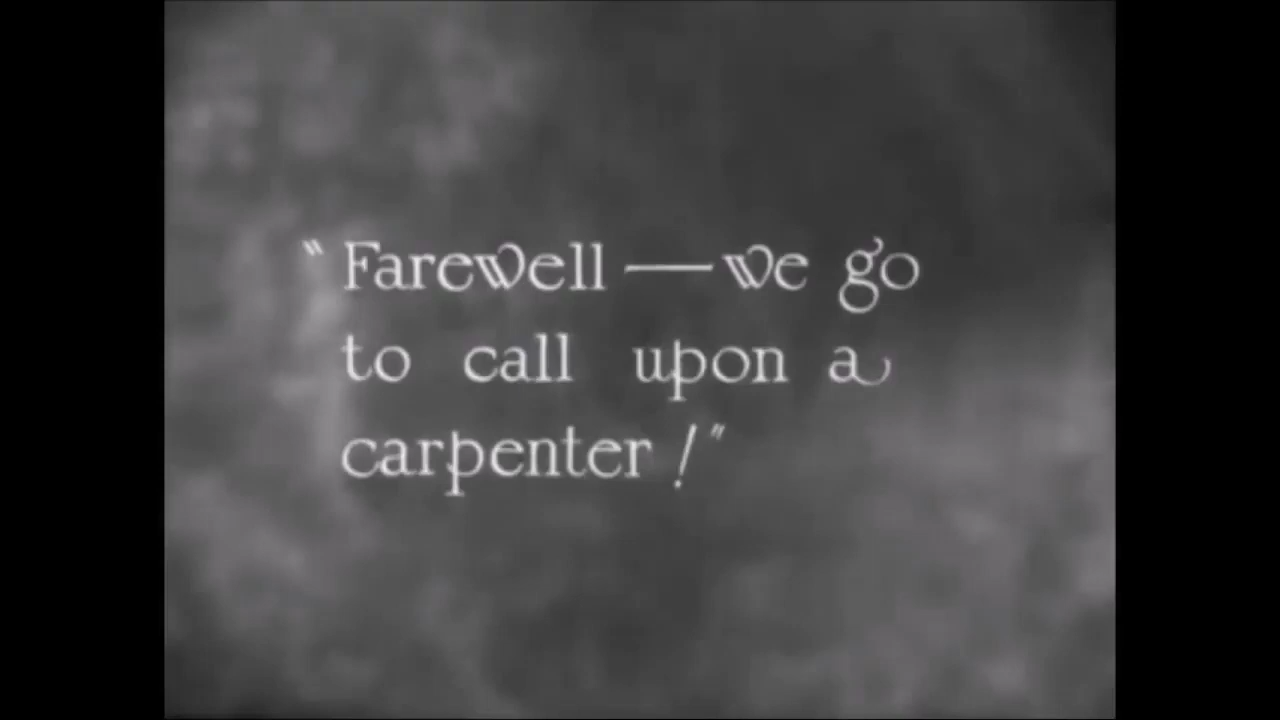 "Farewell — we go
to call upon a
carpenter!"